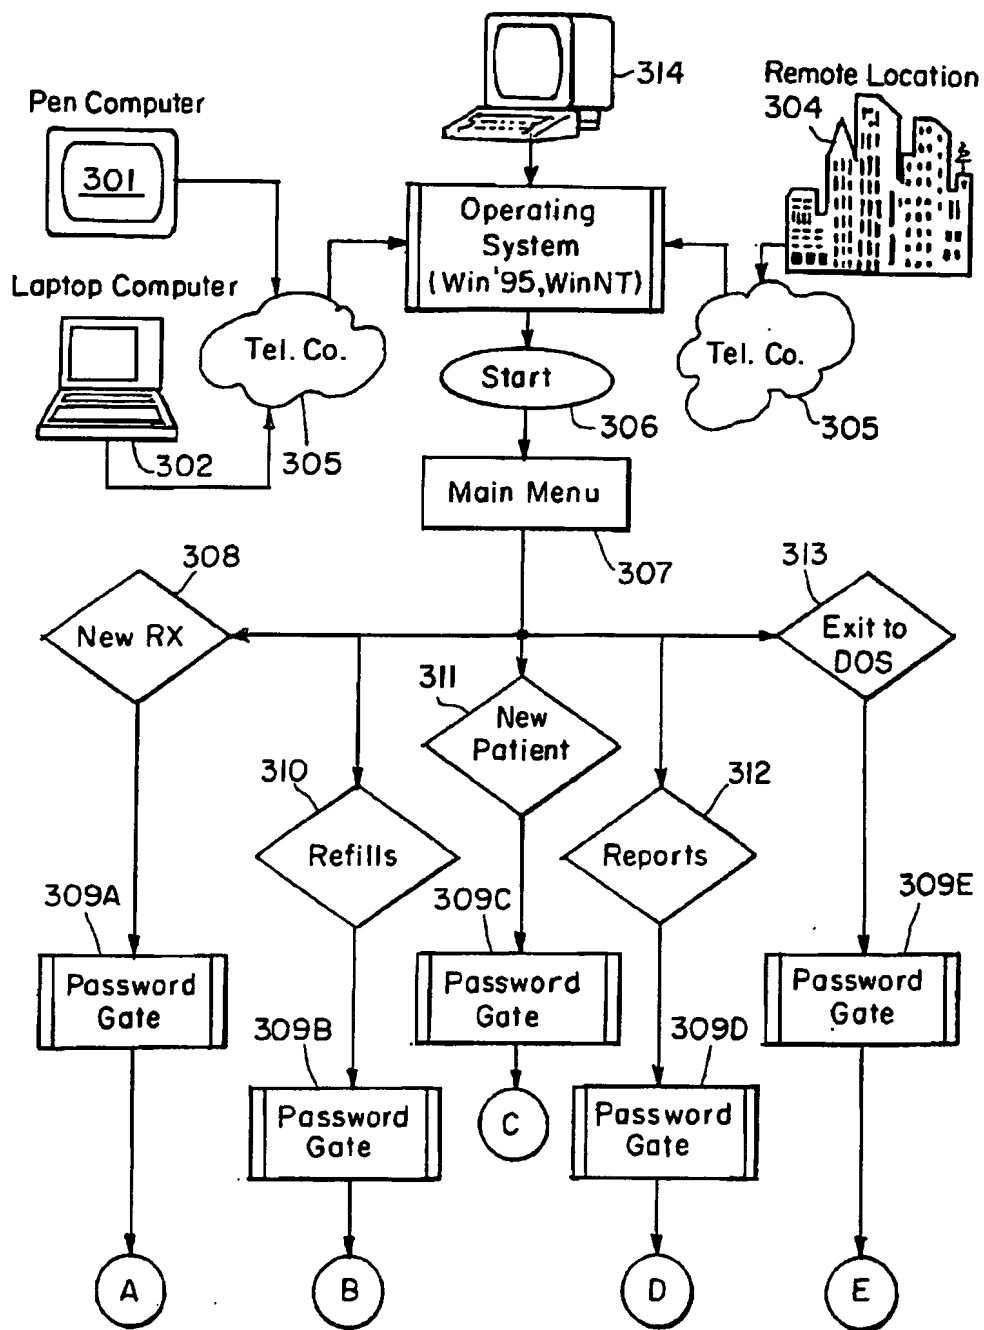 314
Remote Location
304
Pen Computer
301
Operating
System
(Win'95,WinNT)
Laptop Computer
Tel. Co.
Tel. Co.
Start
302
305
306
305
Main Menu
307
308
313
New RX
Exit to
DOS
311
New
Patient
310
312
Refills
Reports
309A
309C
309E
Password
Gate
Password
Gate
Password
Gate
309B
309D
Password
Gate
Password
Gate
C
A
B
D
E